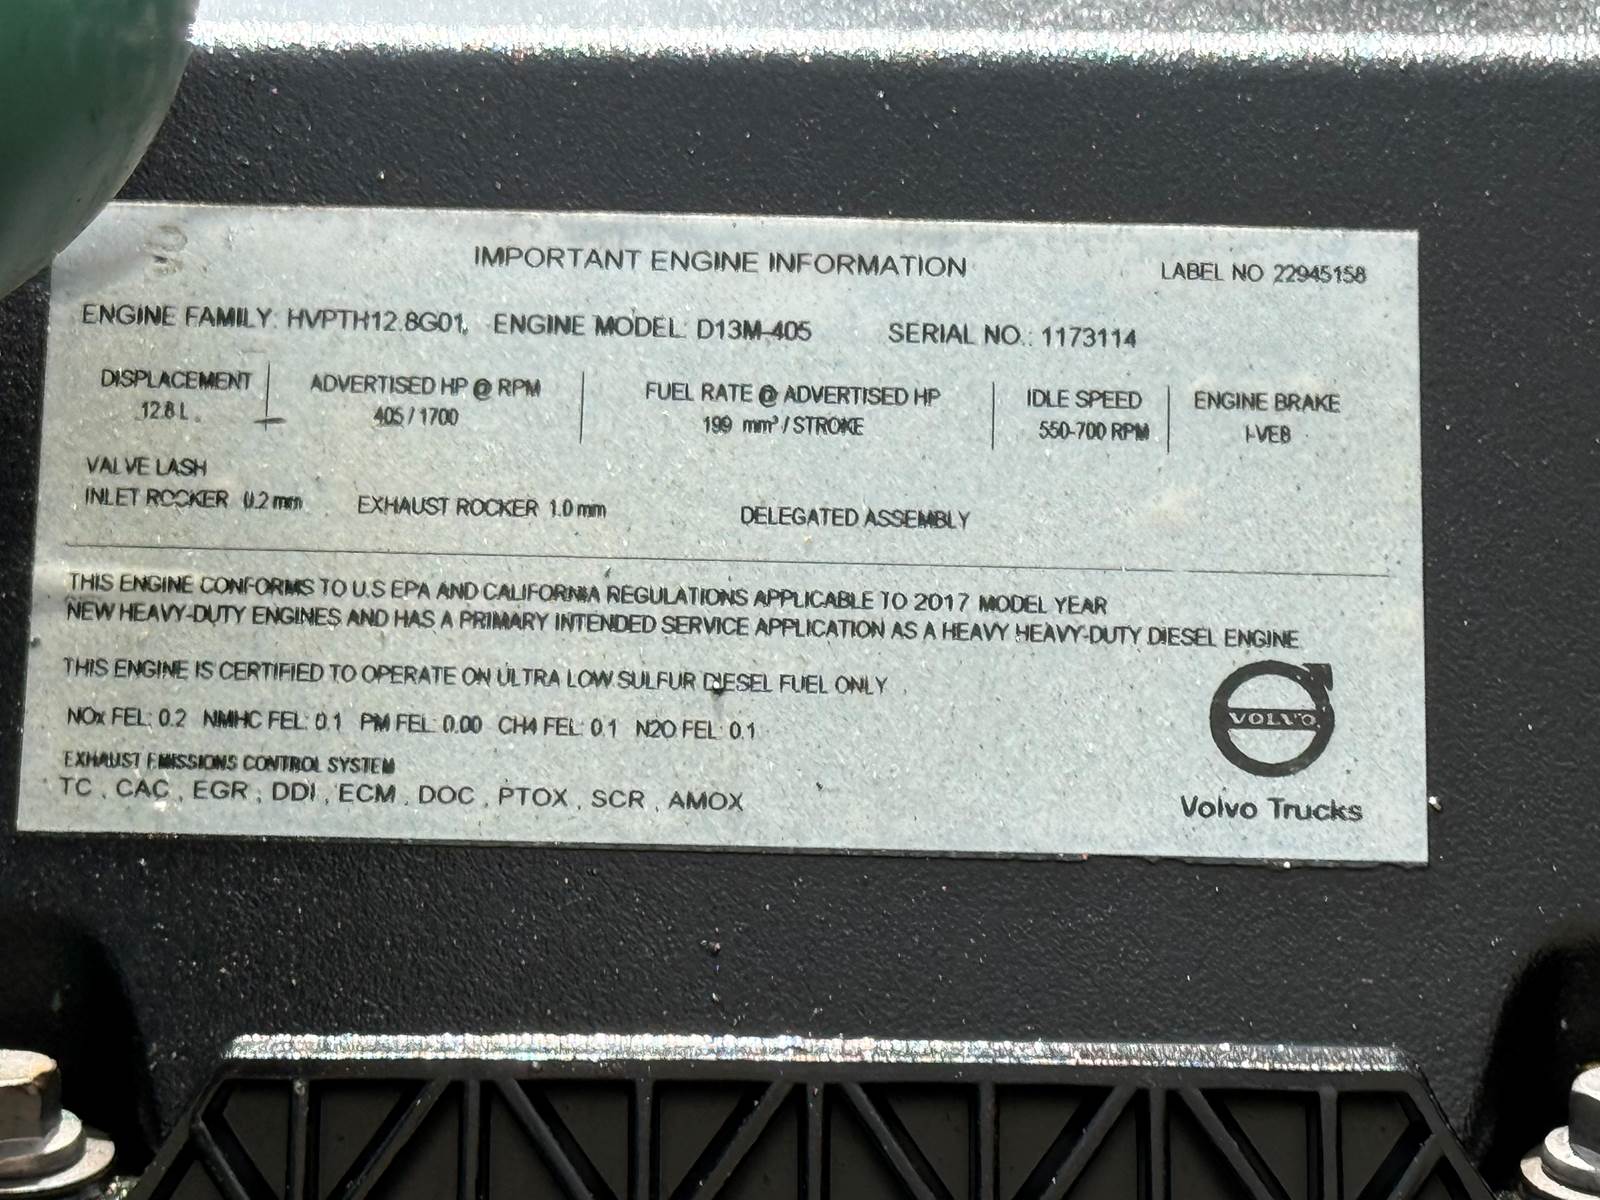 IMPORTANT ENGINE INFORMATION
LABEL NO 22945158
ENGINE FAMILY: HVPTH12.8G01, ENGINE MODEL: D13M-405 SERIAL NO.: 1173114
DISPLACEMENT ADVERTISED HP @ RPM FUEL RATE @ ADVERTISED HP IDLE SPEED ENGINE BRAKE
12.8 L 405 / 1700 199 mm³ / STROKE 550-700 RPM I-VEB
VALVE LASH
INLET ROCKER 0.2 mm EXHAUST ROCKER 1.0 mm DELEGATED ASSEMBLY
THIS ENGINE CONFORMS TO U.S EPA AND CALIFORNIA REGULATIONS APPLICABLE TO 2017 MODEL YEAR
NEW HEAVY-DUTY ENGINES AND HAS A PRIMARY INTENDED SERVICE APPLICATION AS A HEAVY HEAVY-DUTY DIESEL ENGINE
THIS ENGINE IS CERTIFIED TO OPERATE ON ULTRA LOW SULFUR DIESEL FUEL ONLY
NOx FEL: 0.2 NMHC FEL: 0.1 PM FEL: 0.00 CH4 FEL: 0.1 N2O FEL: 0.1
EXHAUST EMISSIONS CONTROL SYSTEM
TC , CAC , EGR , DDI , ECM , DOC , PTOX , SCR , AMOX
VOLVO
Volvo Trucks